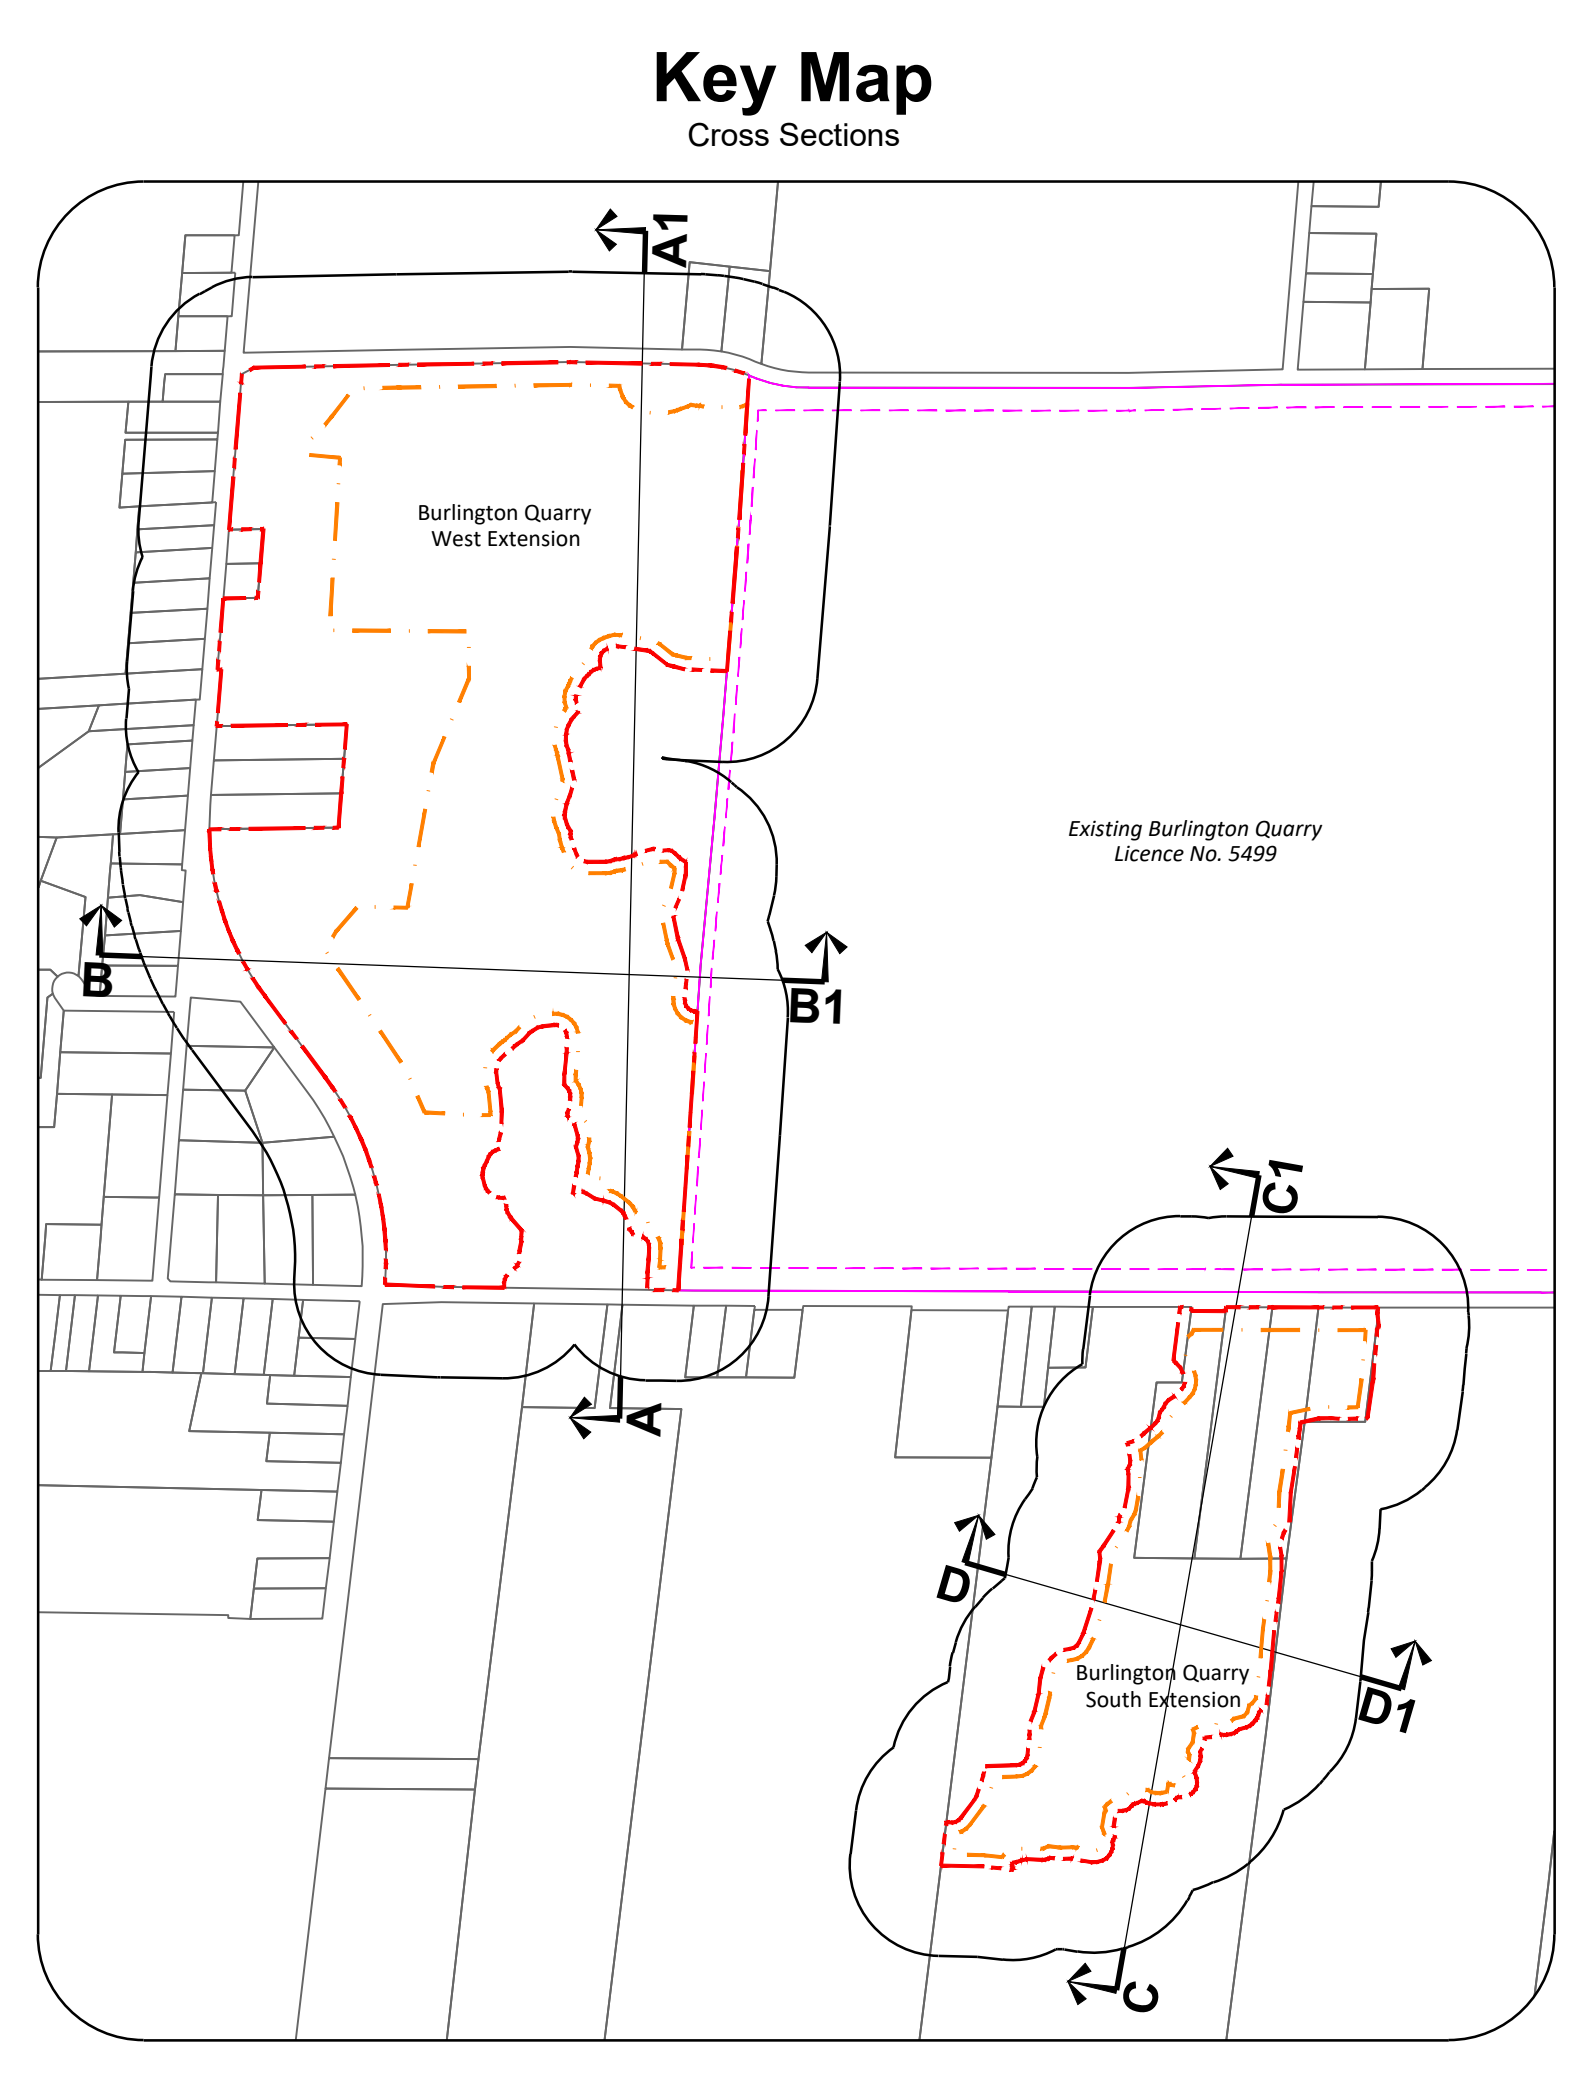 Key Map
Cross Sections
A1
Burlington Quarry
West Extension
Existing Burlington Quarry
Licence No. 5499
B
B1
C1
A
D
Burlington Quarry
South Extension
D1
C